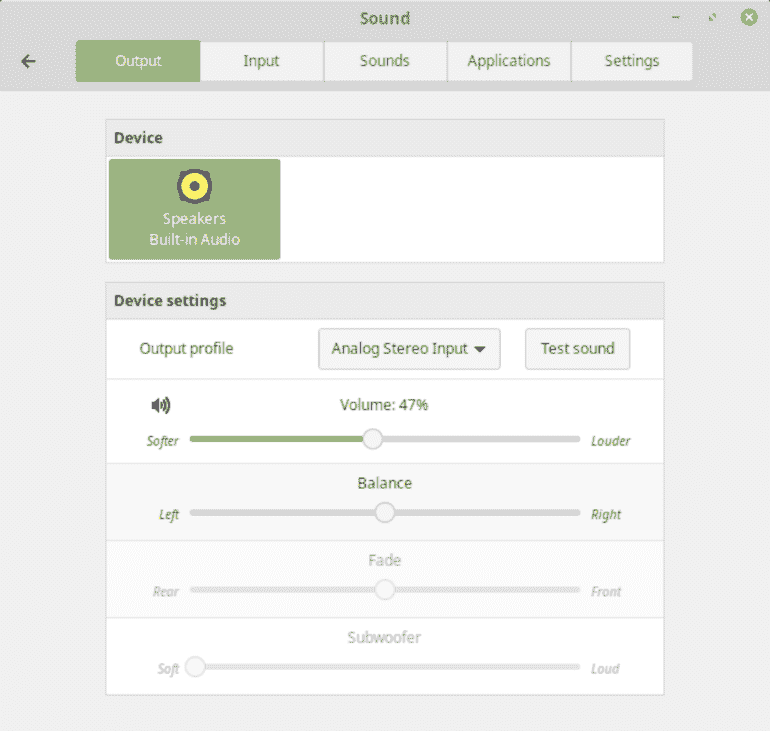 Sound
Output Input Sounds Applications Settings
Device
Speakers
Built-in Audio
Device settings
Output profile Analog Stereo Input Test sound
Volume: 47%
Softer Louder
Balance
Left Right
Fade
Rear Front
Subwoofer
Soft Loud